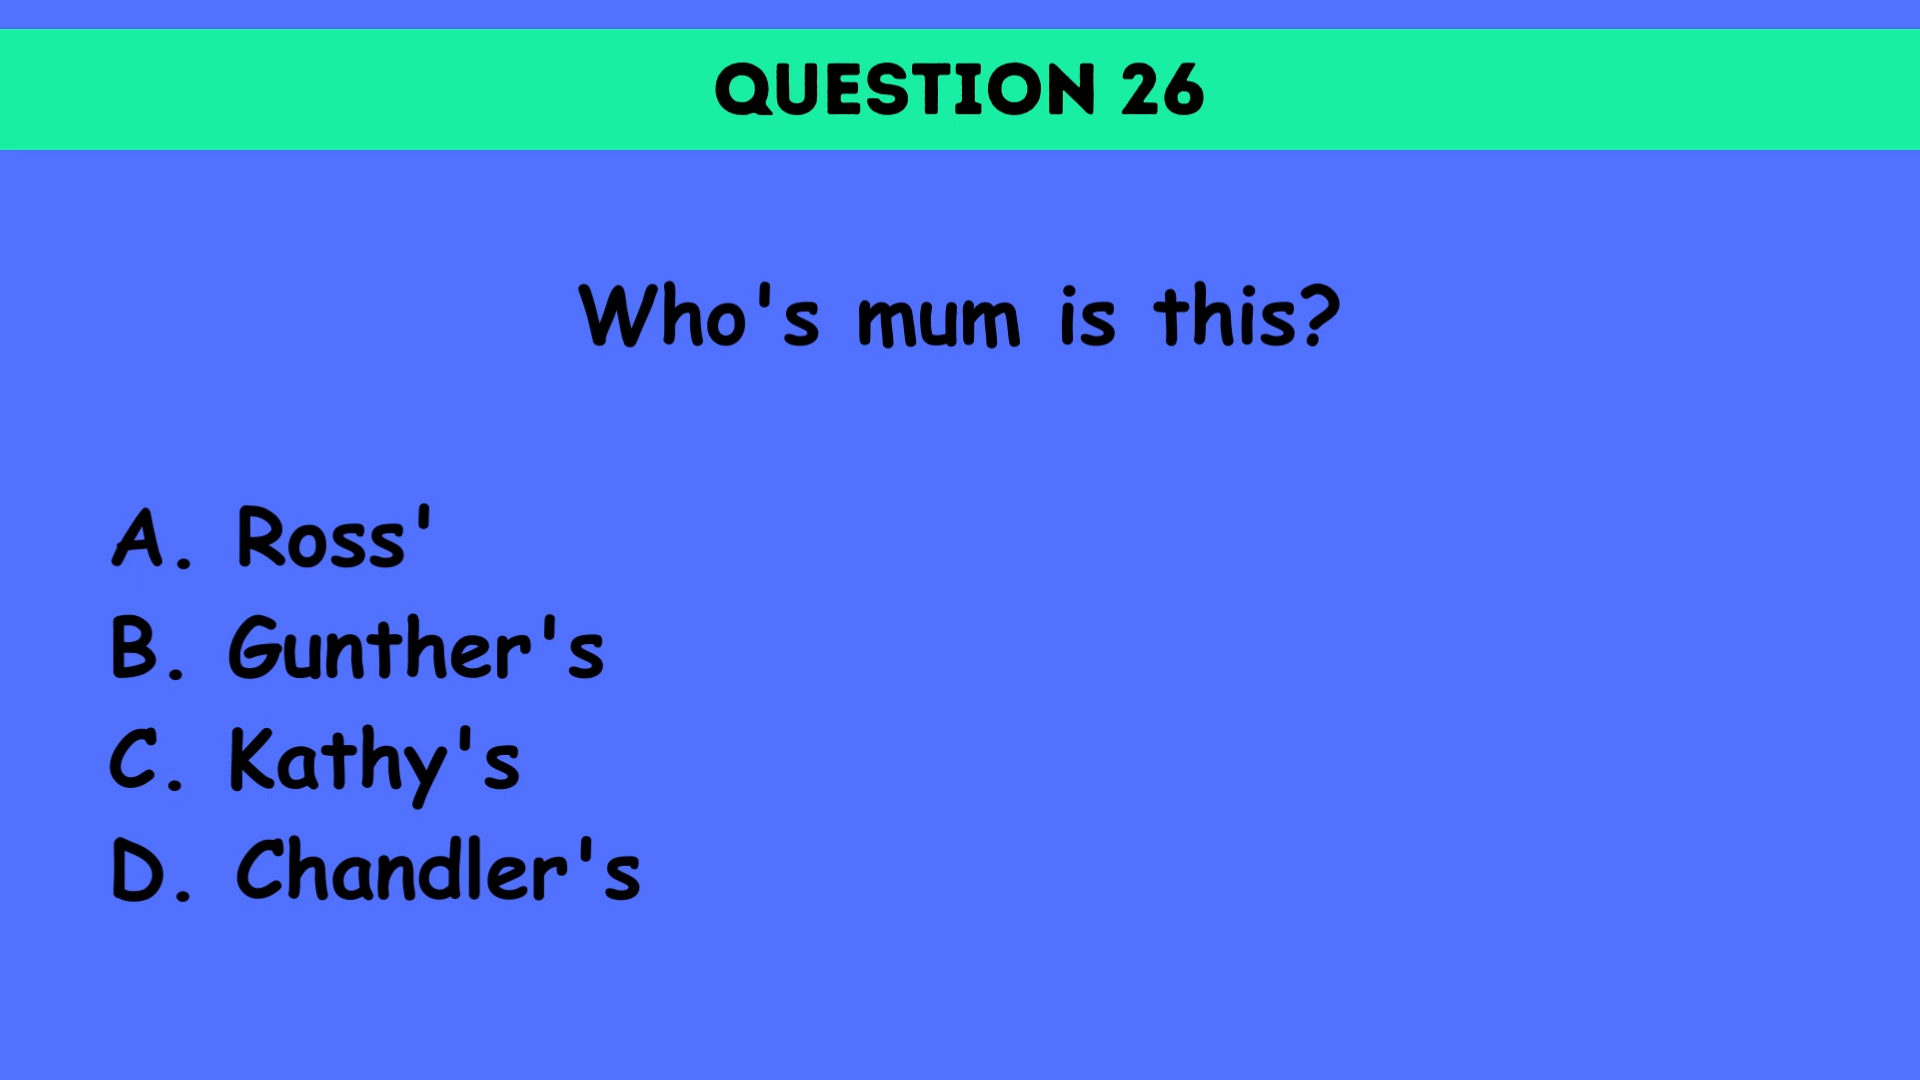 QUESTION 26
Who's mum is this?
A. Ross'
B. Gunther's
C. Kathy's
D. Chandler's